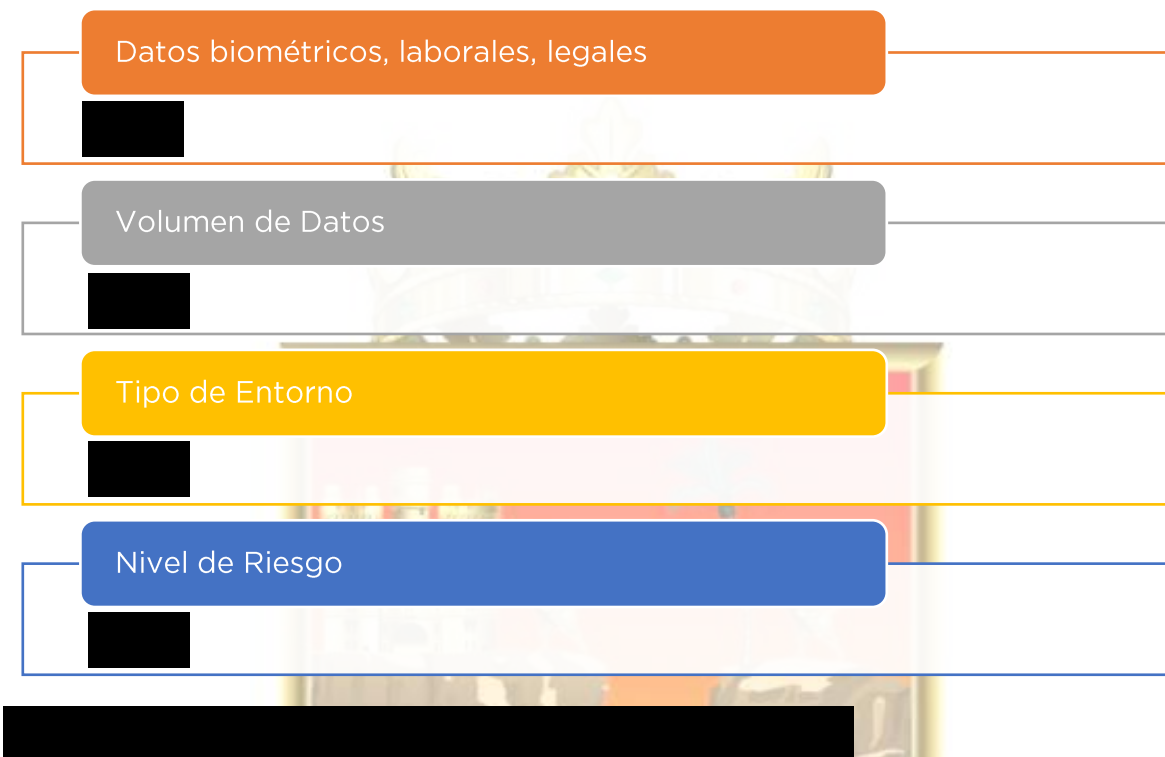 Datos biométricos, laborales, legales
Volumen de Datos
Tipo de Entorno
Nivel de Riesgo